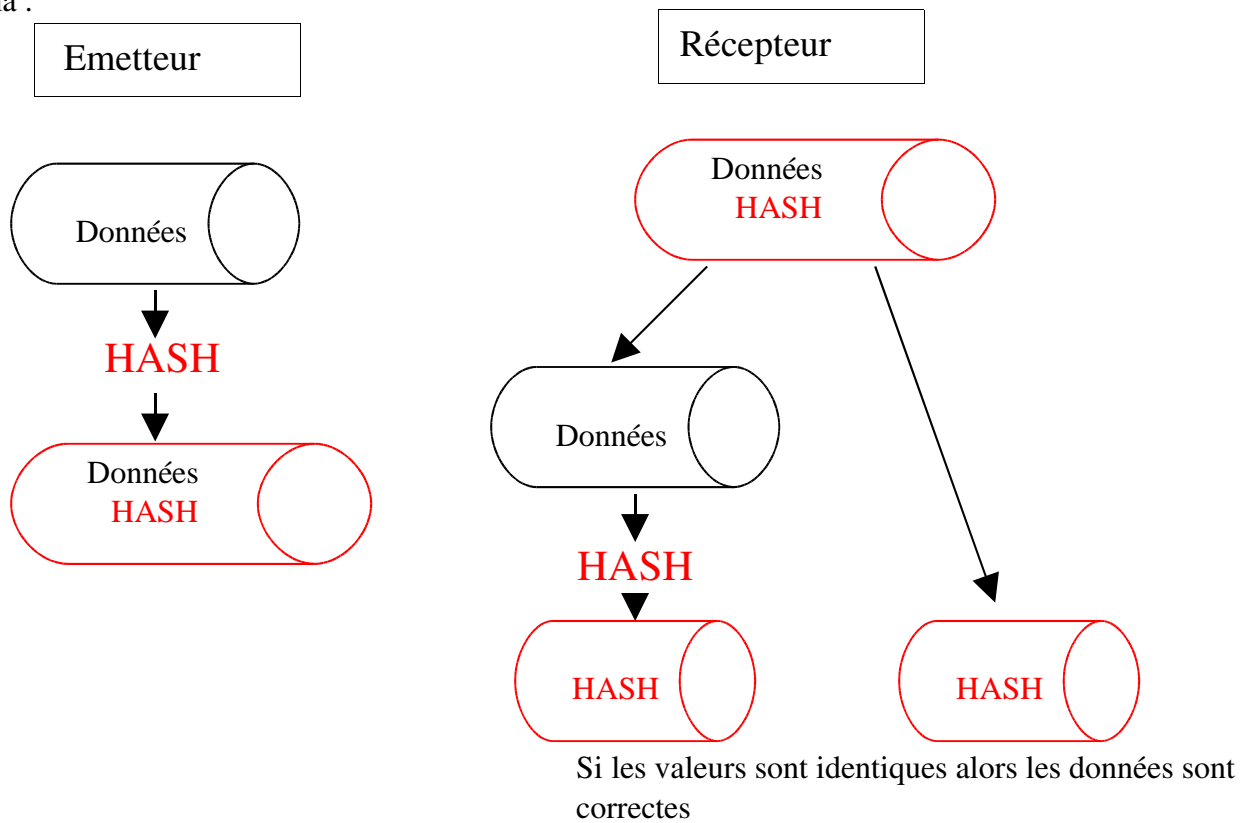 Emetteur
Données
HASH
Données
HASH
Récepteur
Données
HASH
Données
HASH
HASH
HASH
Si les valeurs sont identiques alors les données sont
correctes